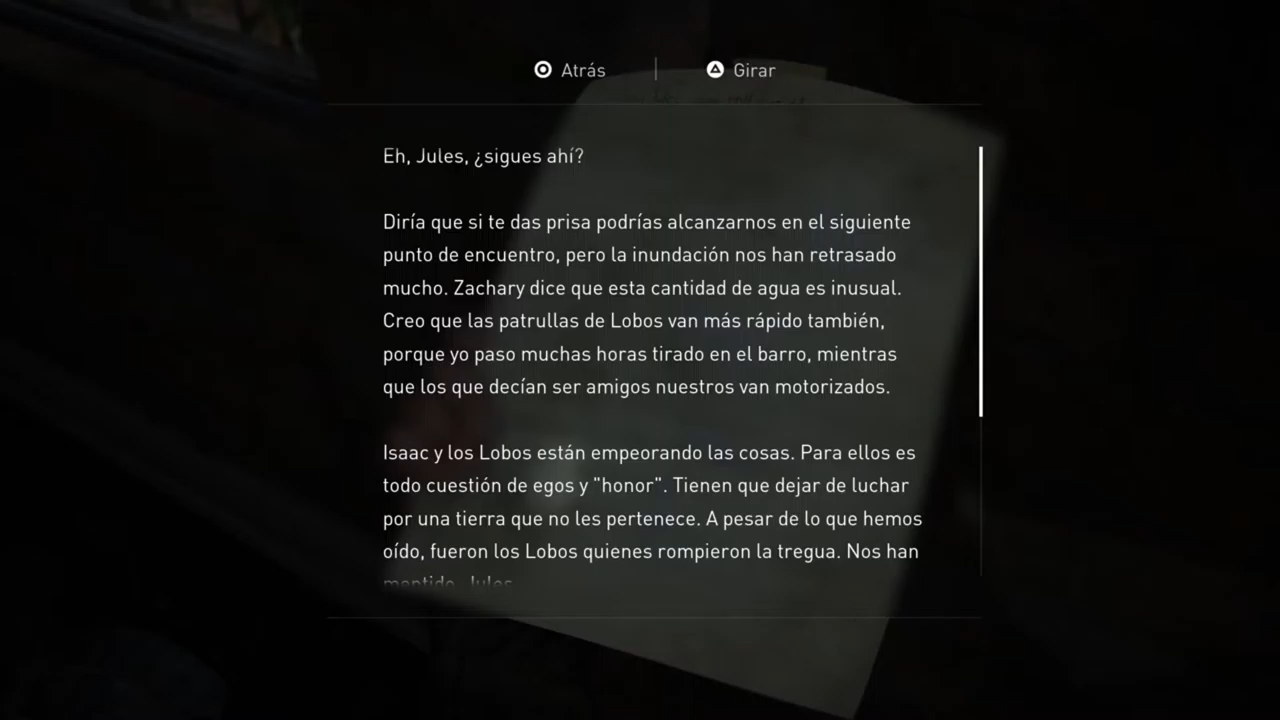 Atrás | Girar
Eh, Jules, ¿sigues ahí?
Diría que si te das prisa podrías alcanzarnos en el siguiente
punto de encuentro, pero la inundación nos han retrasado
mucho. Zachary dice que esta cantidad de agua es inusual.
Creo que las patrullas de Lobos van más rápido también,
porque yo paso muchas horas tirado en el barro, mientras
que los que decían ser amigos nuestros van motorizados.
Isaac y los Lobos están empeorando las cosas. Para ellos es
todo cuestión de egos y "honor". Tienen que dejar de luchar
por una tierra que no les pertenece. A pesar de lo que hemos
oído, fueron los Lobos quienes rompieron la tregua. Nos han
mentido, Jules.